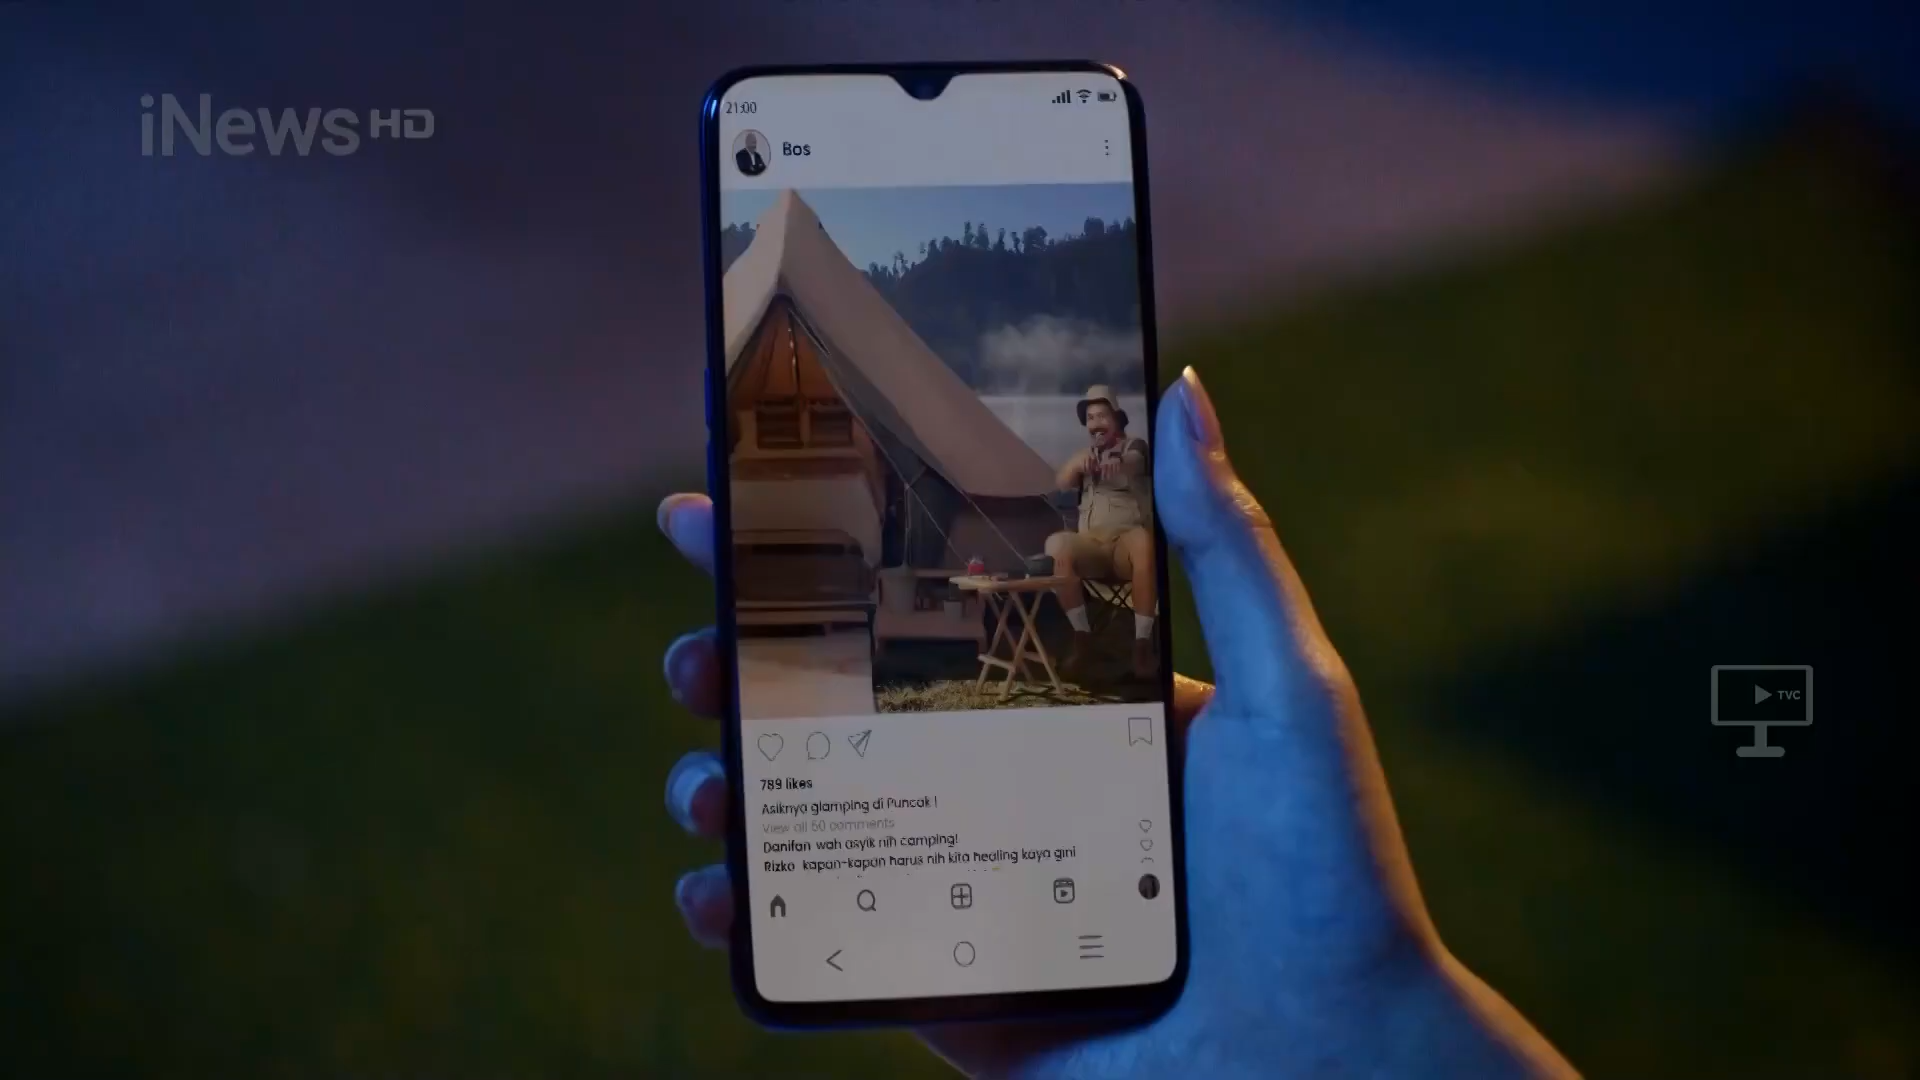 iNews HD
21:00
Bos
TVC
789 likes
Asiknya glamping di Puncak !
View all 50 comments
Danifan wah asyik nih camping!
Rizko kapan-kapan harus nih kita healing kaya gini